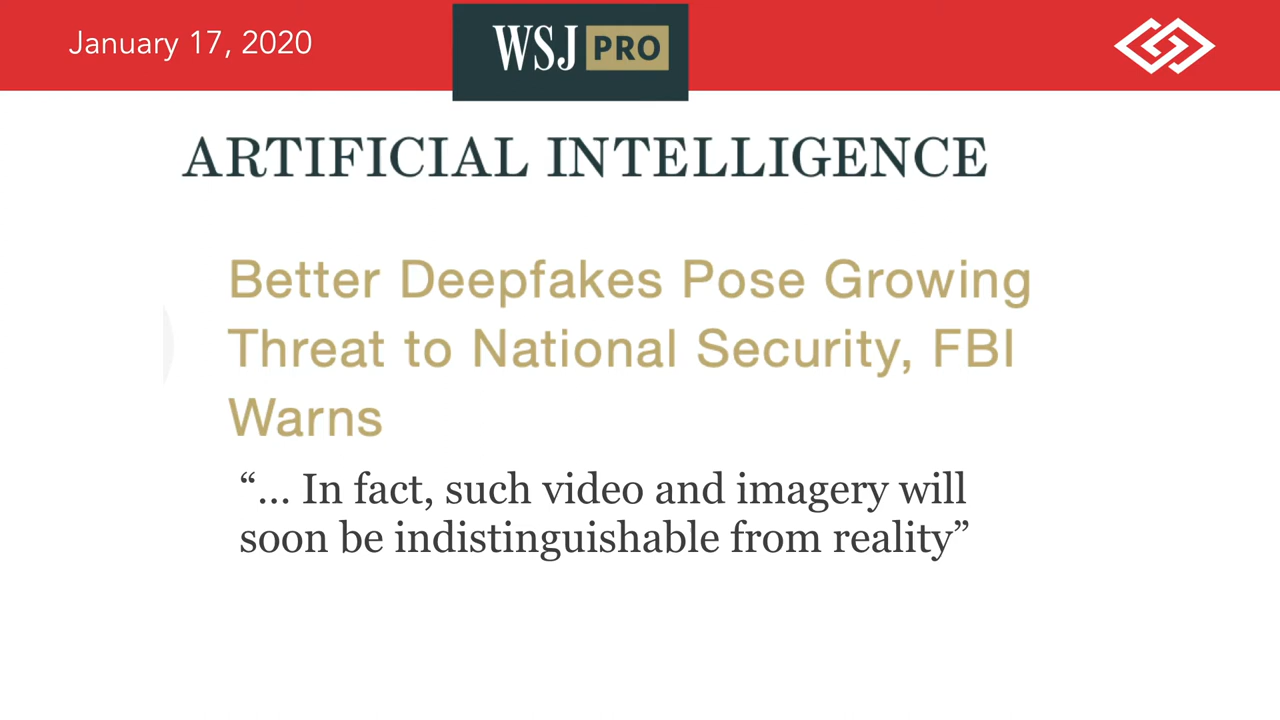 January 17, 2020
WSJ PRO
ARTIFICIAL INTELLIGENCE
Better Deepfakes Pose Growing
Threat to National Security, FBI
Warns
“... In fact, such video and imagery will
soon be indistinguishable from reality”